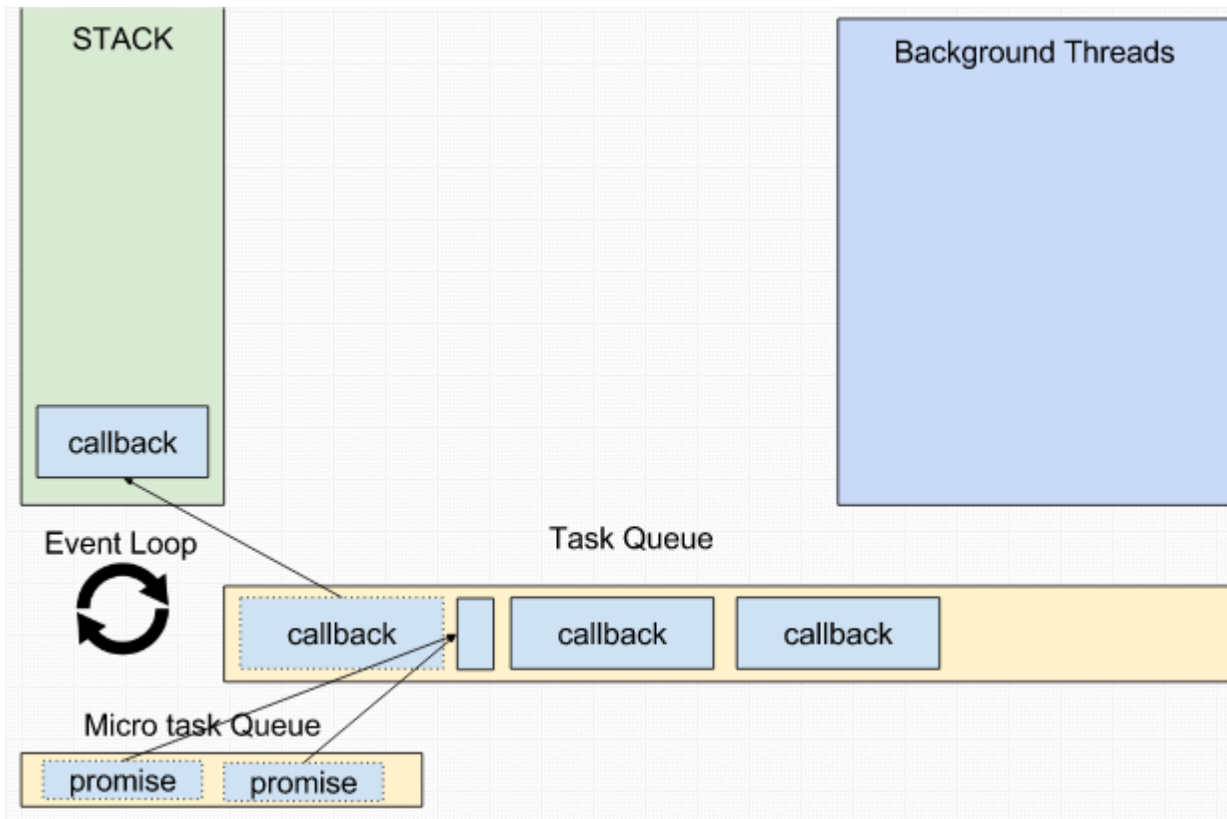 STACK
Background Threads
callback
Event Loop
Task Queue
callback
callback
callback
Micro task Queue
promise
promise